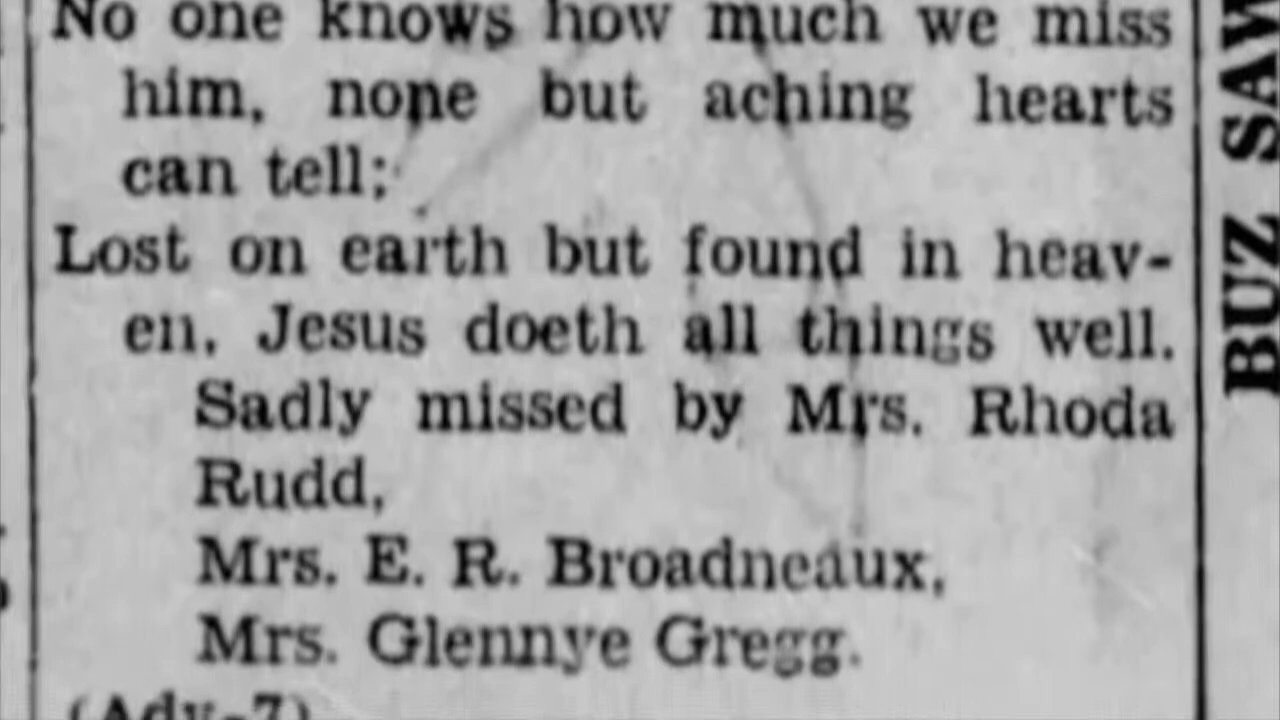 No one knows how much we miss
him, none but aching hearts
can tell;
Lost on earth but found in heav-
en, Jesus doeth all things well.
Sadly missed by Mrs. Rhoda
Rudd,
Mrs. E. R. Broadneaux,
Mrs. Glennye Gregg.
(Adv-7)
BUZ SAW